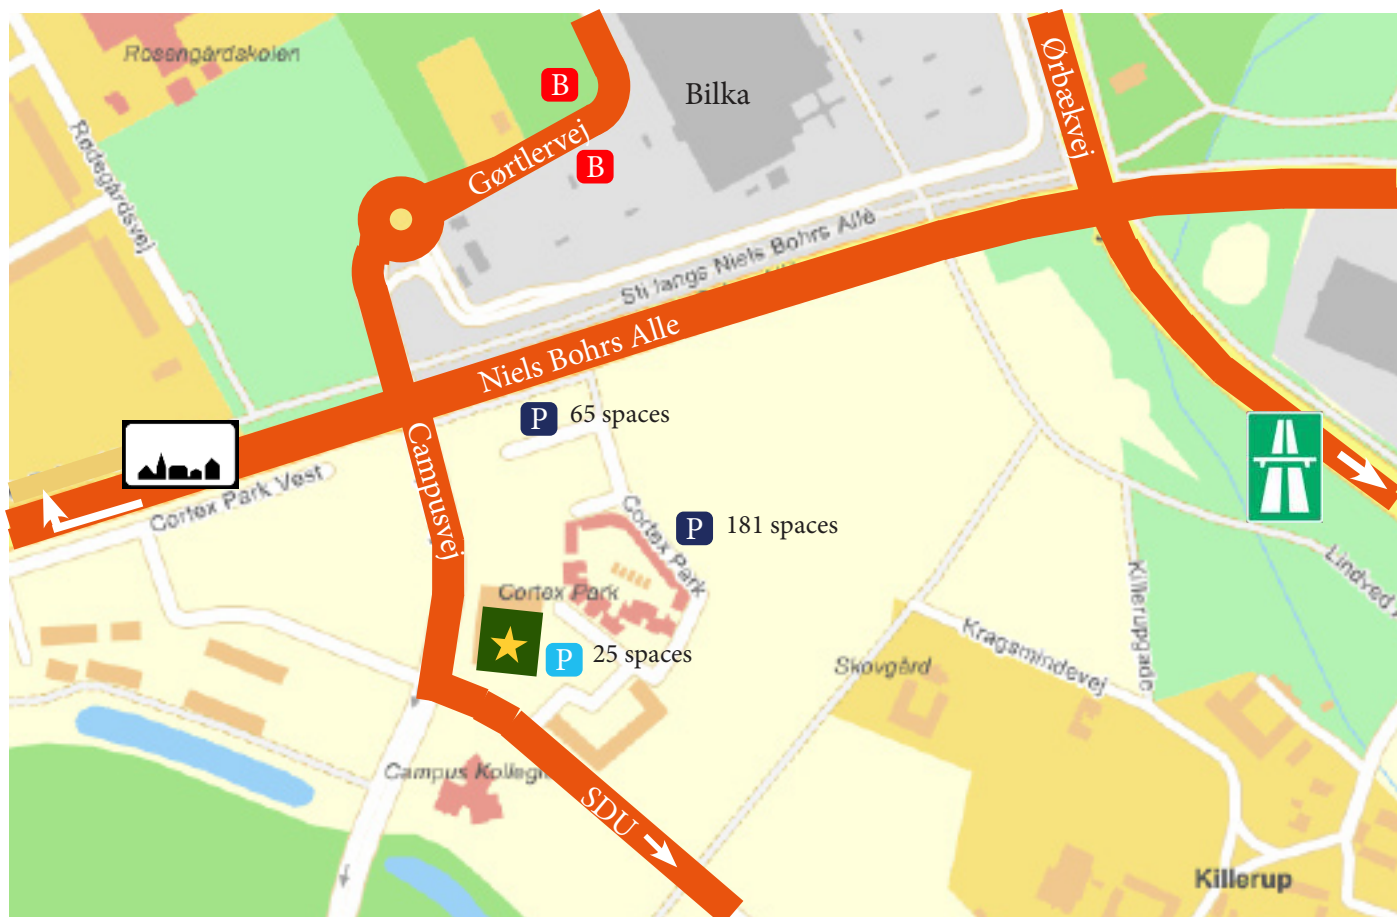 Rosengårdskolen
B
Bilka
Ørbækvej
Rødegårdsvej
Gørtlervej
B
Sti langs Niels Bohrs Allé
Niels Bohrs Alle
P 65 spaces
Campusvej
Cortex Park Vest
P 181 spaces
Cortex Park
Cortex Park
P 25 spaces
Lindved
Killerupgade
Kragsmindevej
Skovgård
Campus Kollegi
SDU
Killerup